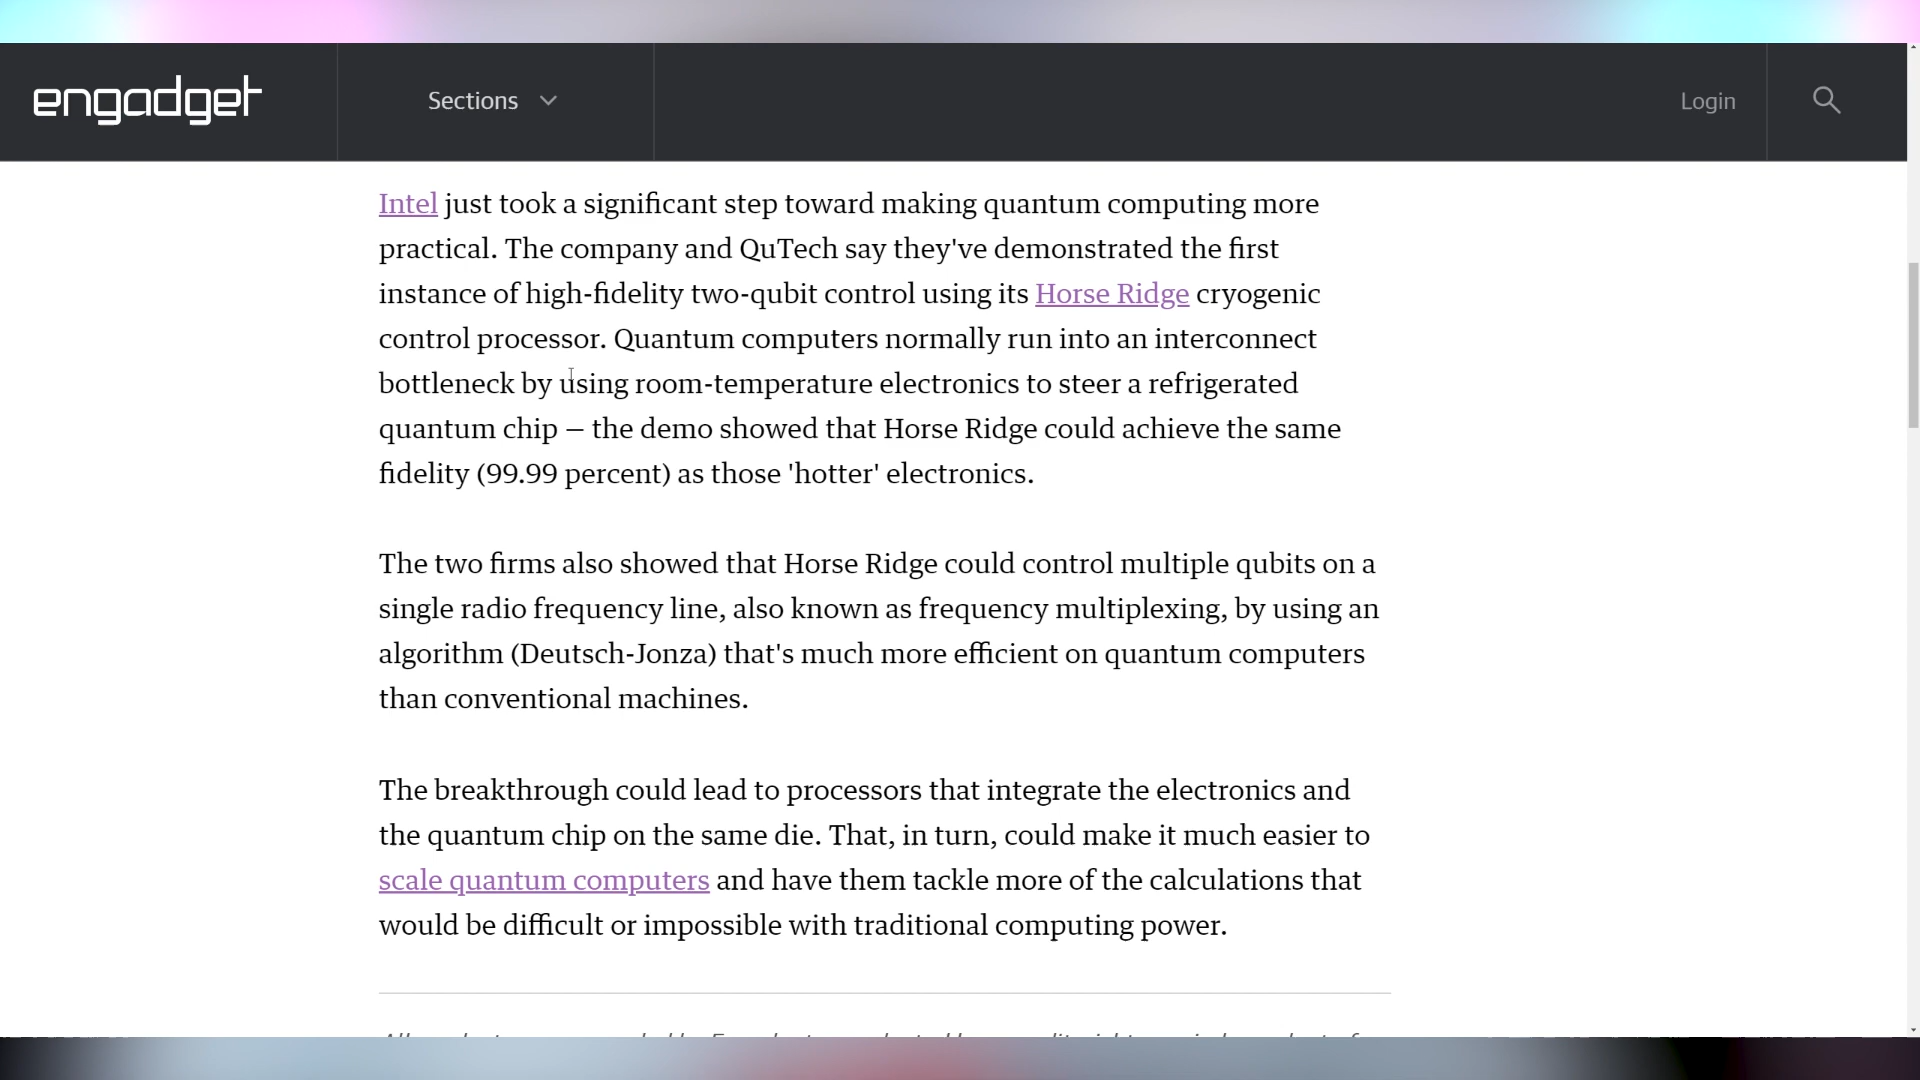 engadget
Sections
Login
Intel just took a significant step toward making quantum computing more
practical. The company and QuTech say they've demonstrated the first
instance of high-fidelity two-qubit control using its Horse Ridge cryogenic
control processor. Quantum computers normally run into an interconnect
bottleneck by using room-temperature electronics to steer a refrigerated
quantum chip — the demo showed that Horse Ridge could achieve the same
fidelity (99.99 percent) as those 'hotter' electronics.
The two firms also showed that Horse Ridge could control multiple qubits on a
single radio frequency line, also known as frequency multiplexing, by using an
algorithm (Deutsch-Jonza) that's much more efficient on quantum computers
than conventional machines.
The breakthrough could lead to processors that integrate the electronics and
the quantum chip on the same die. That, in turn, could make it much easier to
scale quantum computers and have them tackle more of the calculations that
would be difficult or impossible with traditional computing power.